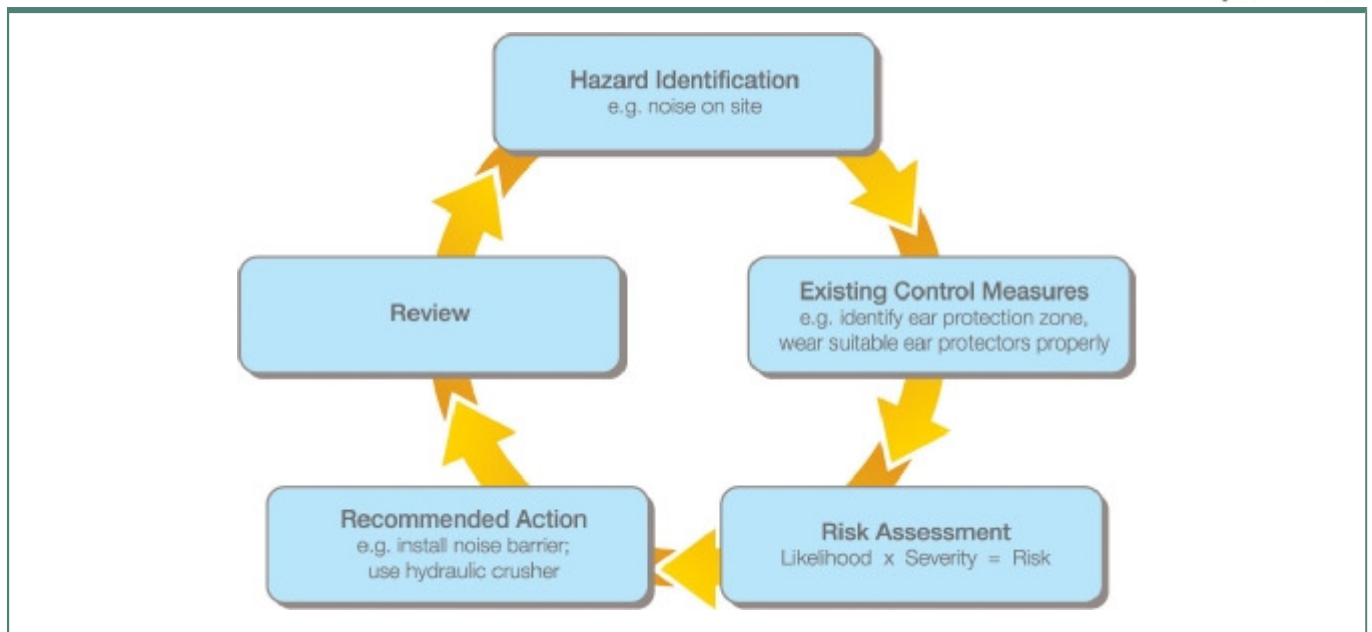 Hazard Identification
e.g. noise on site
Existing Control Measures
e.g. identify ear protection zone,
wear suitable ear protectors properly
Risk Assessment
Likelihood x Severity = Risk
Recommended Action
e.g. install noise barrier;
use hydraulic crusher
Review